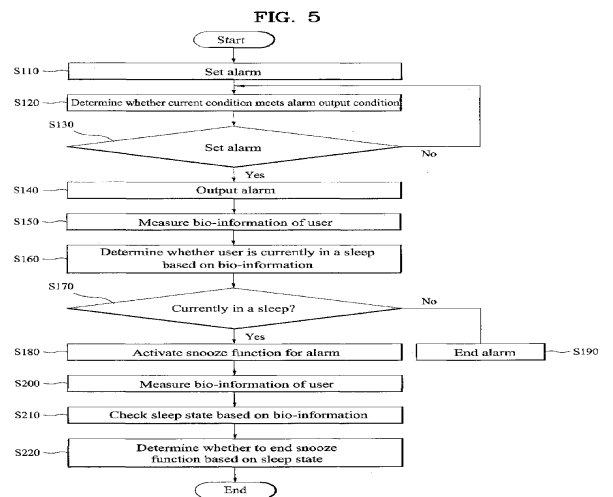 FIG. 5
Start
S110
Set alarm
S120
Determine whether current condition meets alarm output condition
S130
Set alarm
No
Yes
S140
Output alarm
S150
Measure bio-information of user
S160
Determine whether user is currently in a sleep
based on bio-information
S170
Currently in a sleep?
No
Yes
S180
Activate snooze function for alarm
End alarm
S190
S200
Measure bio-information of user
S210
Check sleep state based on bio-information
S220
Determine whether to end snooze
function based on sleep state
End